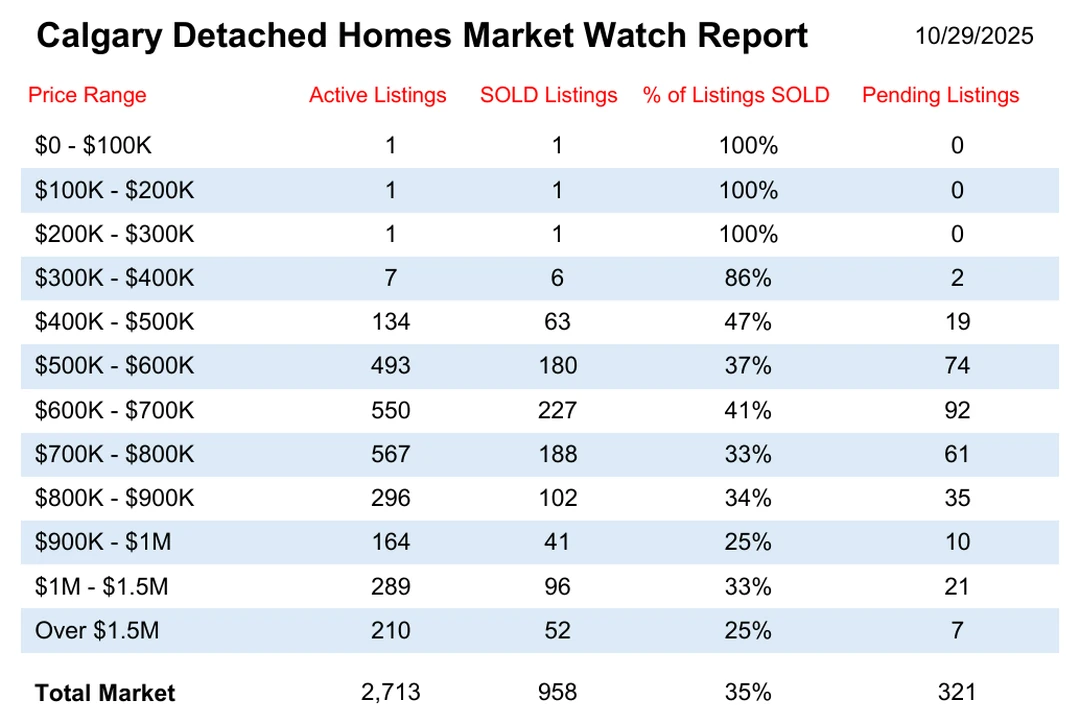 Calgary Detached Homes Market Watch Report 10/29/2025
Price Range Active Listings SOLD Listings % of Listings SOLD Pending Listings
$0 - $100K 1 1 100% 0
$100K - $200K 1 1 100% 0
$200K - $300K 1 1 100% 0
$300K - $400K 7 6 86% 2
$400K - $500K 134 63 47% 19
$500K - $600K 493 180 37% 74
$600K - $700K 550 227 41% 92
$700K - $800K 567 188 33% 61
$800K - $900K 296 102 34% 35
$900K - $1M 164 41 25% 10
$1M - $1.5M 289 96 33% 21
Over $1.5M 210 52 25% 7
Total Market 2,713 958 35% 321